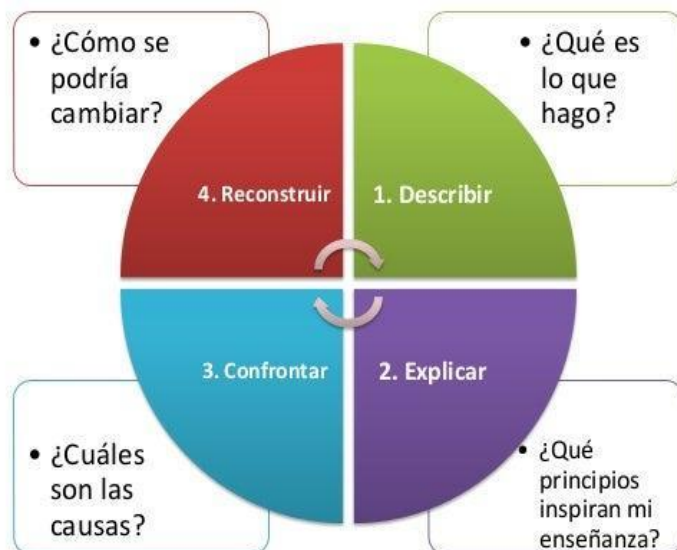 • ¿Cómo se
podría
cambiar?
• ¿Qué es
lo que
hago?
4. Reconstruir
1. Describir
3. Confrontar
2. Explicar
• ¿Cuáles
son las
causas?
• ¿Qué
principios
inspiran mi
enseñanza?